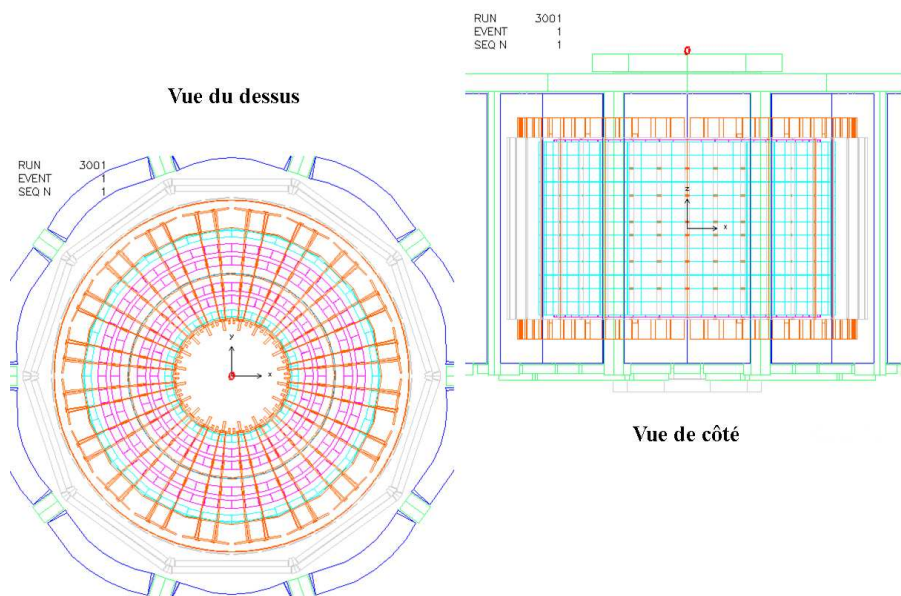 RUN 3001
EVENT 1
SEQ N 1
Vue du dessus
RUN 3001
EVENT 1
SEQ N 1
y
x
z
x
Vue de côté